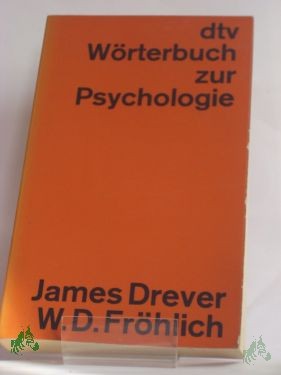 dtv
Wörterbuch
zur
Psychologie
James Drever
W.D.Fröhlich